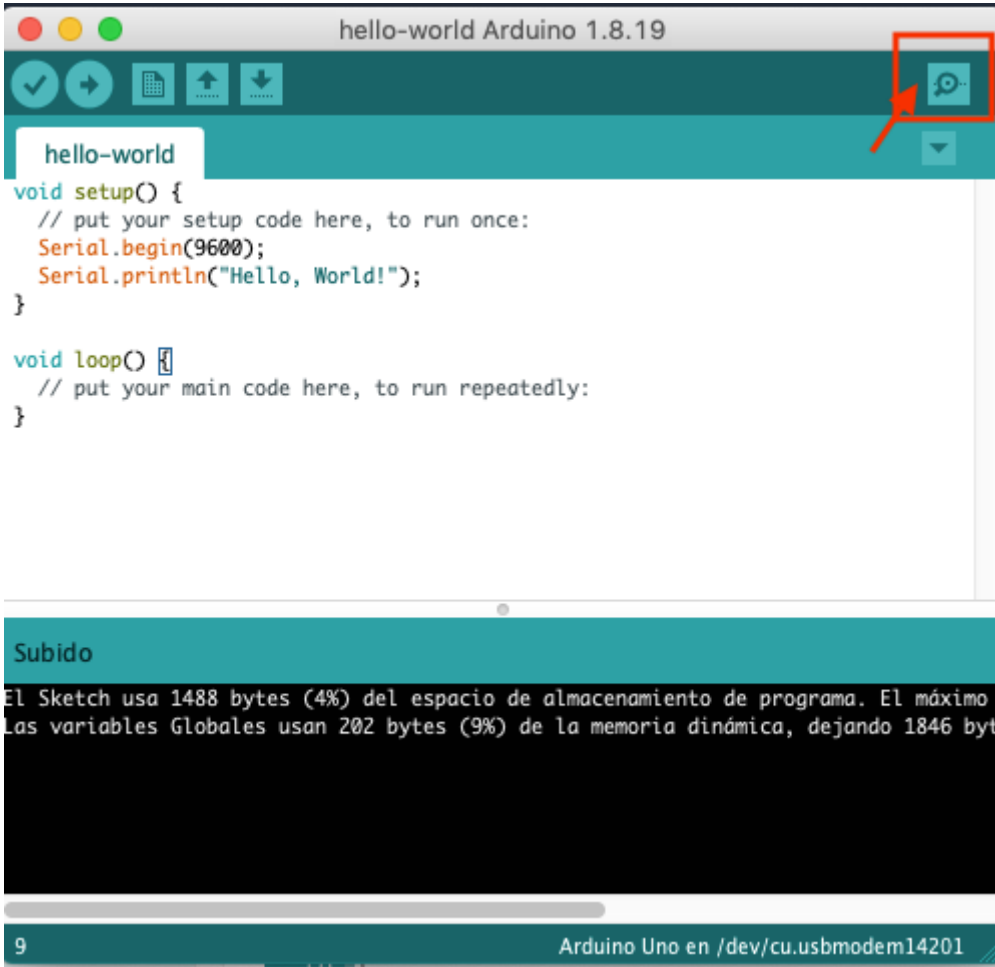 hello-world Arduino 1.8.19
hello-world
void setup() {
  // put your setup code here, to run once:
  Serial.begin(9600);
  Serial.println("Hello, World!");
}
void loop() {
  // put your main code here, to run repeatedly:
}
Subido
El Sketch usa 1488 bytes (4%) del espacio de almacenamiento de programa. El máximo
Las variables Globales usan 202 bytes (9%) de la memoria dinámica, dejando 1846 byt
9
Arduino Uno en /dev/cu.usbmodem14201